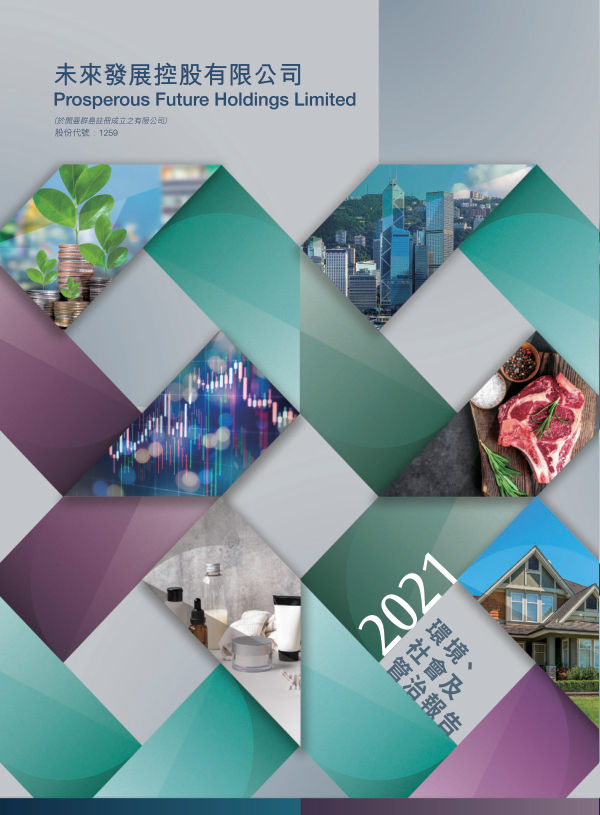 未來發展控股有限公司
Prosperous Future Holdings Limited
(於開曼群島註冊成立之有限公司)
股份代號：1259
2021
環境、
社會及
管治報告